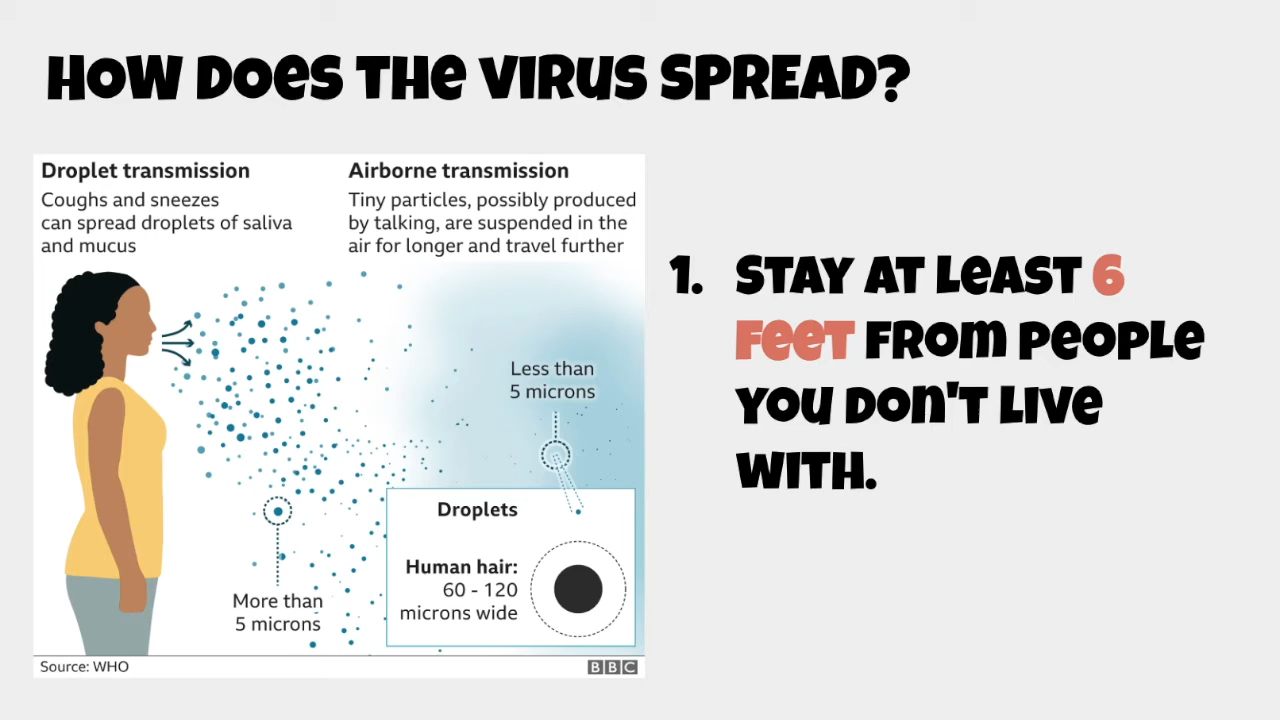 HOW DOES THE VIRUS SPREAD?
Droplet transmission
Coughs and sneezes
can spread droplets of saliva
and mucus
Airborne transmission
Tiny particles, possibly produced
by talking, are suspended in the
air for longer and travel further
Less than
5 microns
More than
5 microns
Droplets
Human hair:
60 - 120
microns wide
Source: WHO
BBC
1. STAY AT LEAST 6
FEET FROM PEOPLE
YOU DON'T LIVE
WITH.